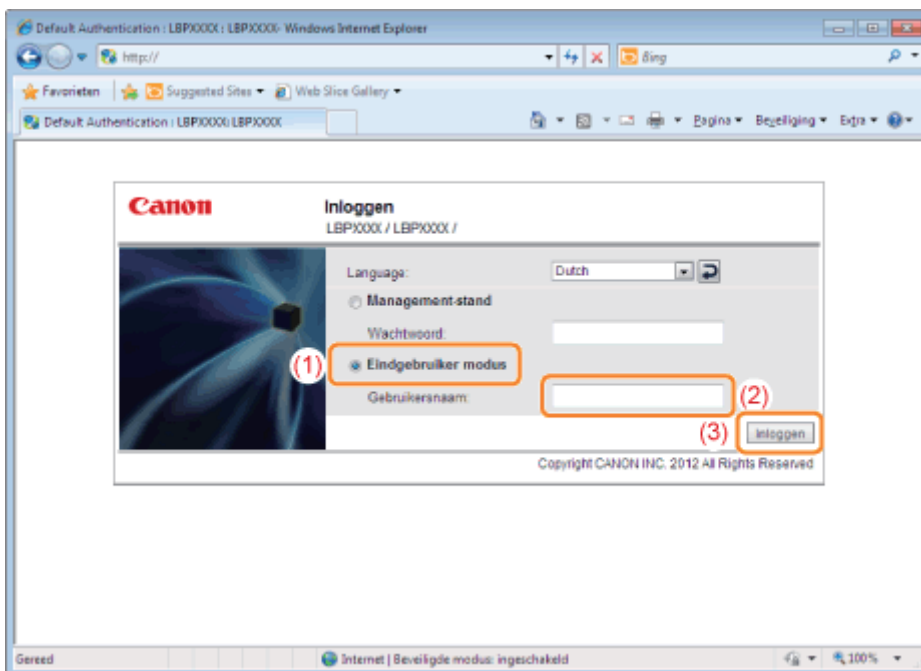 Default Authentication : LBPXXXX : LBPXXXX- Windows Internet Explorer
http://
Bing
Favorieten Suggested Sites Web Slice Gallery
Default Authentication : LBPXXXX: LBPXXXX Pagina Beveiliging Extra
Canon Inloggen
LBPXXXX / LBPXXXX /
Language: Dutch
Management-stand
Wachtwoord:
(1) Eindgebruiker modus
Gebruikersnaam: (2)
(3) Inloggen
Copyright CANON INC. 2012 All Rights Reserved
Gereed Internet | Beveiligde modus: ingeschakeld 100%